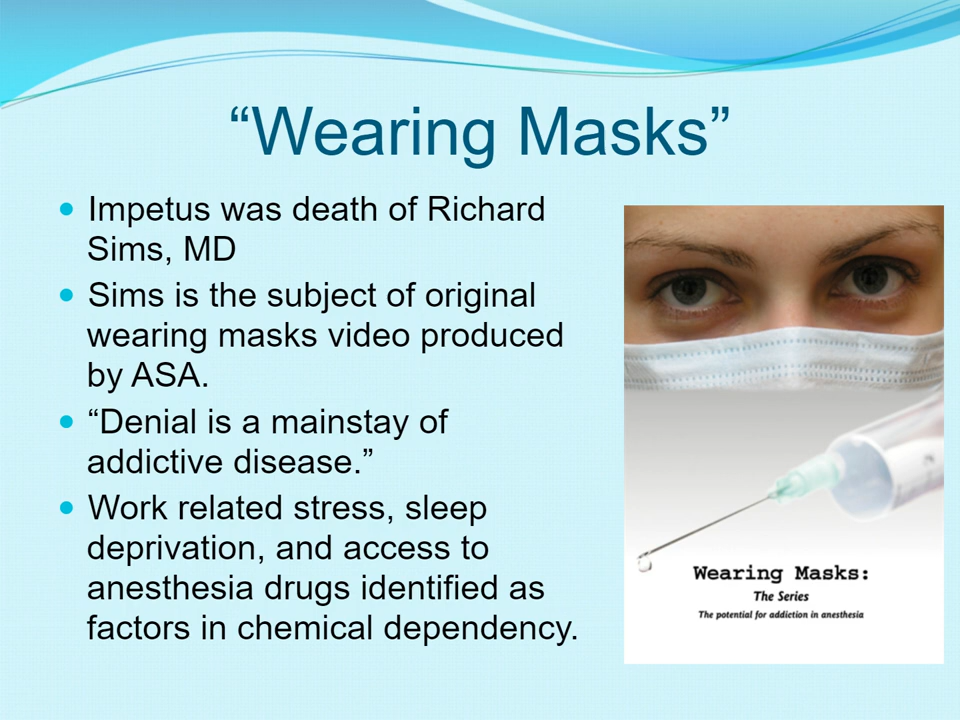 “Wearing Masks”
• Impetus was death of Richard
Sims, MD
• Sims is the subject of original
wearing masks video produced
by ASA.
• “Denial is a mainstay of
addictive disease.”
• Work related stress, sleep
deprivation, and access to
anesthesia drugs identified as
factors in chemical dependency.
Wearing Masks:
The Series
The potential for addiction in anesthesia